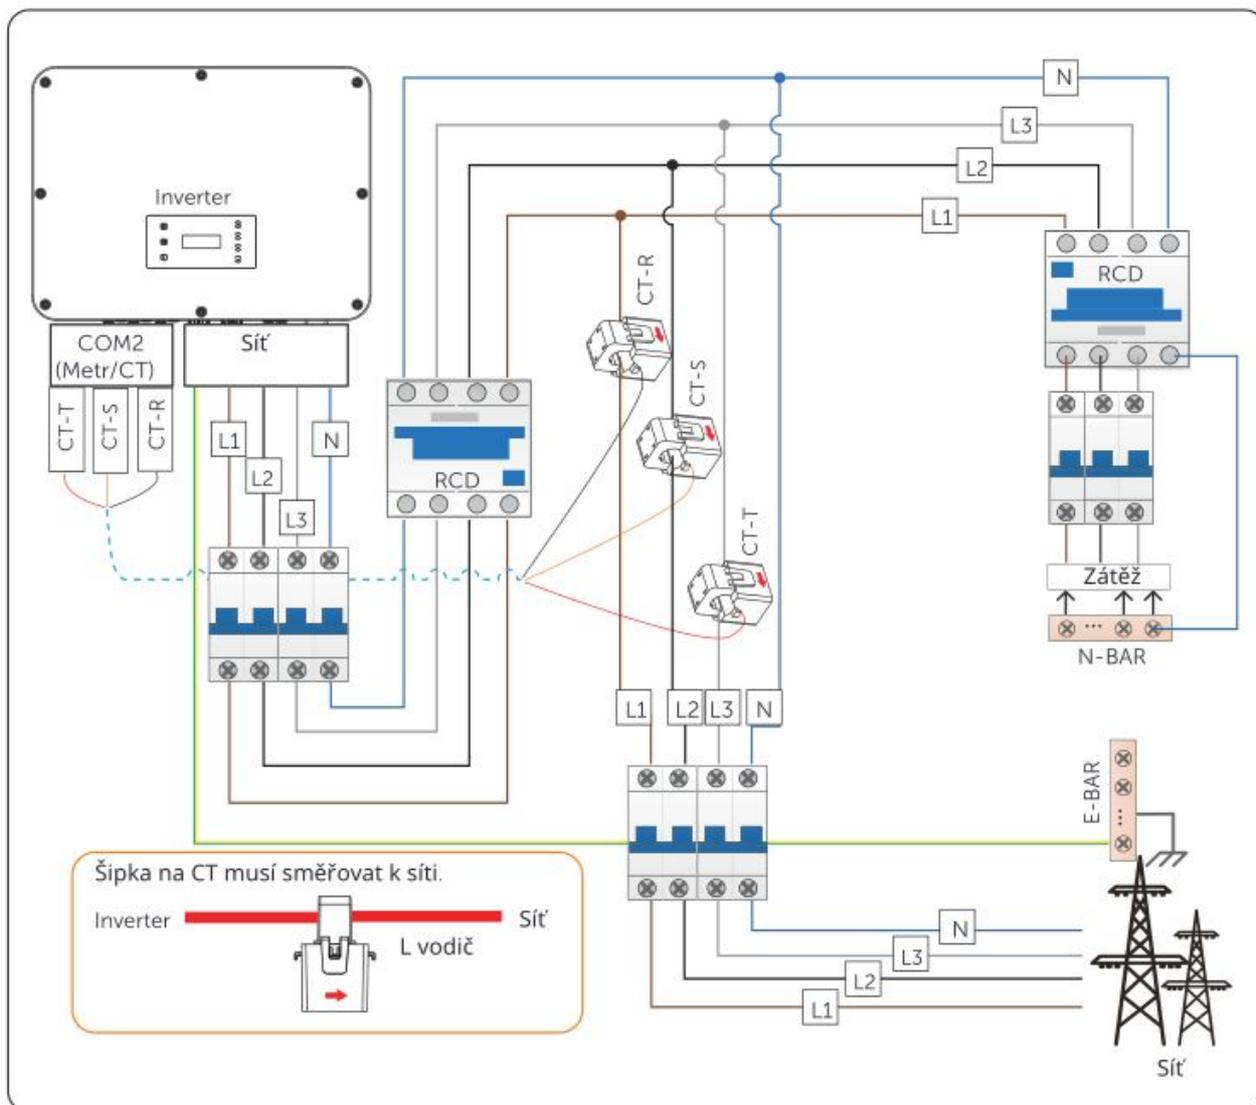 N
L3
L2
L1
Inverter
COM2
(Metr/CT)
Síť
CT-T
CT-S
CT-R
L1
L2
L3
N
RCD
CT-R
CT-S
CT-T
RCD
Zátěž
...
N-BAR
L1
L2
L3
N
E-BAR
...
Šipka na CT musí směřovat k síti.
Inverter
Síť
L vodič
N
L3
L2
L1
Síť